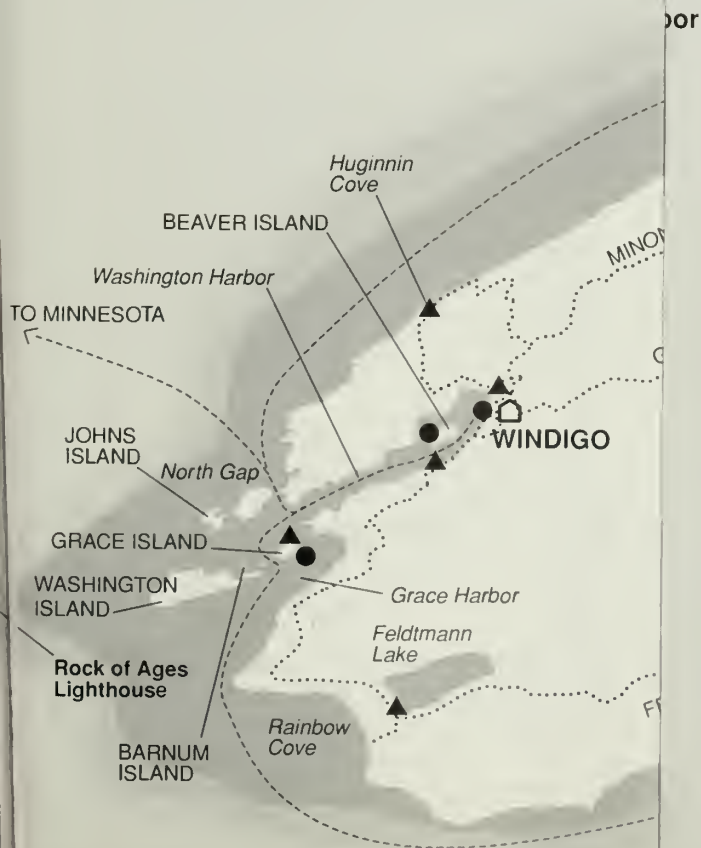 Huginnin
Cove
BEAVER ISLAND
Washington Harbor
TO MINNESOTA
JOHNS
ISLAND
North Gap
WINDIGO
GRACE ISLAND
WASHINGTON
ISLAND
Grace Harbor
Feldtmann
Lake
Rock of Ages
Lighthouse
Rainbow
Cove
BARNUM
ISLAND